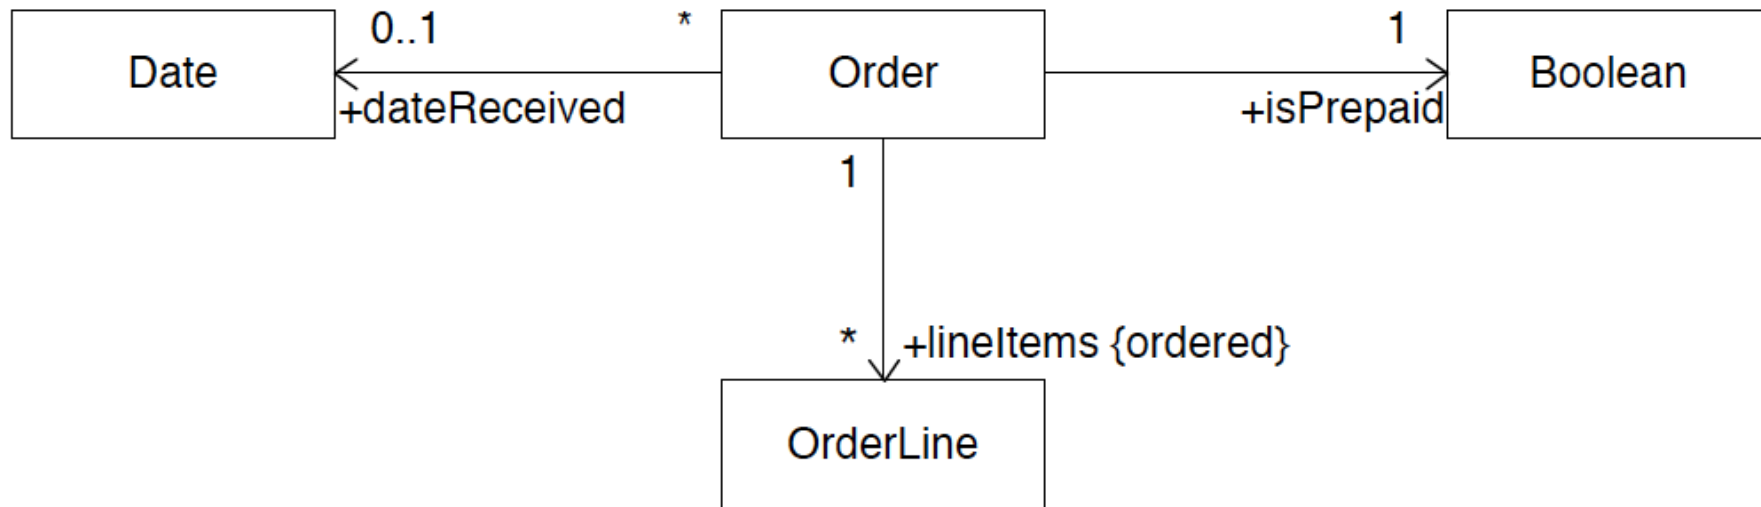 0..1
*
1
Date
Order
Boolean
+dateReceived
+isPrepaid
1
*
+lineItems {ordered}
OrderLine